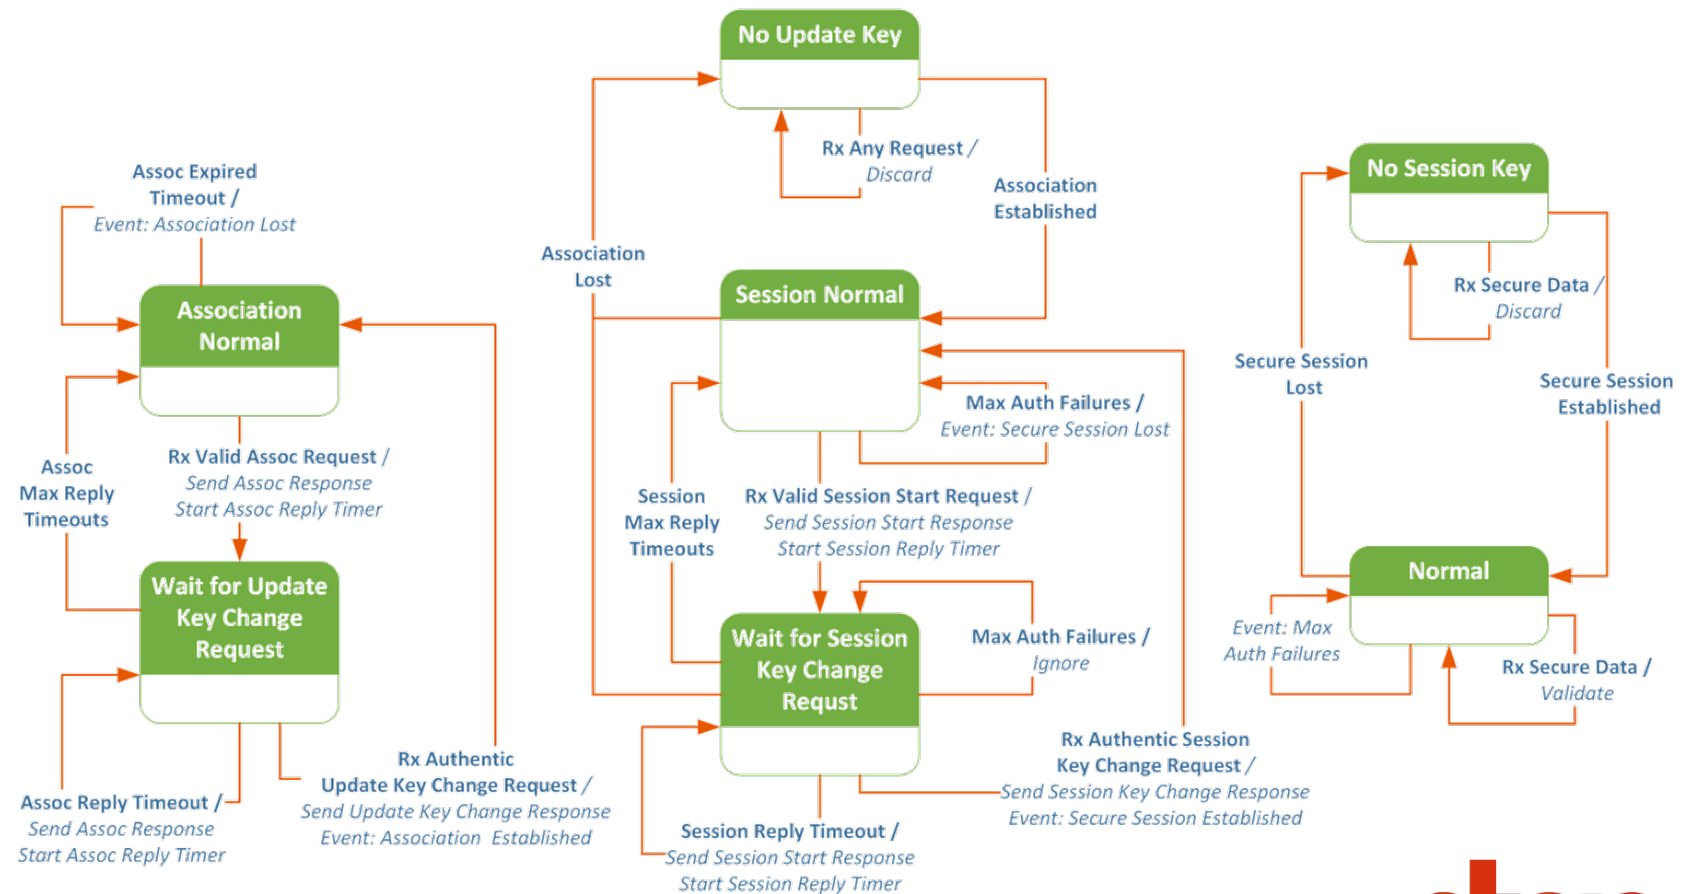 No Update Key
Rx Any Request /
Discard
Association
Established
Association
Lost
Assoc Expired
Timeout /
Event: Association Lost
Association
Normal
Assoc
Max Reply
Timeouts
Rx Valid Assoc Request /
Send Assoc Response
Start Assoc Reply Timer
Wait for Update
Key Change
Request
Assoc Reply Timeout /
Send Assoc Response
Start Assoc Reply Timer
Rx Authentic
Update Key Change Request /
Send Update Key Change Response
Event: Association Established
Session Normal
Max Auth Failures /
Event: Secure Session Lost
Session
Max Reply
Timeouts
Rx Valid Session Start Request /
Send Session Start Response
Start Session Reply Timer
Wait for Session
Key Change
Requst
Max Auth Failures /
Ignore
Session Reply Timeout /
Send Session Start Response
Start Session Reply Timer
Rx Authentic Session
Key Change Request /
Send Session Key Change Response
Event: Secure Session Established
No Session Key
Rx Secure Data /
Discard
Secure Session
Lost
Secure Session
Established
Normal
Event: Max
Auth Failures
Rx Secure Data /
Validate